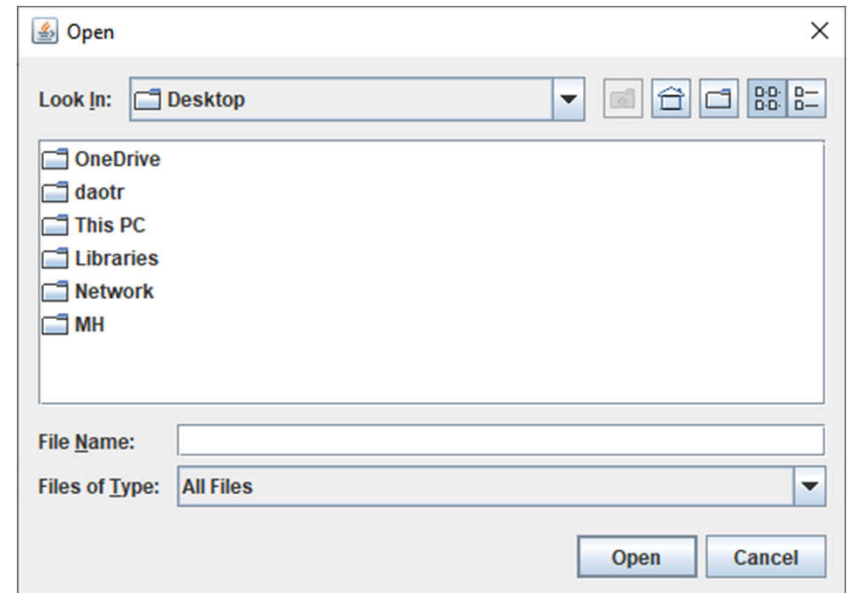 Open
Look In: Desktop
OneDrive
daotr
This PC
Libraries
Network
MH
File Name:
Files of Type: All Files
Open Cancel